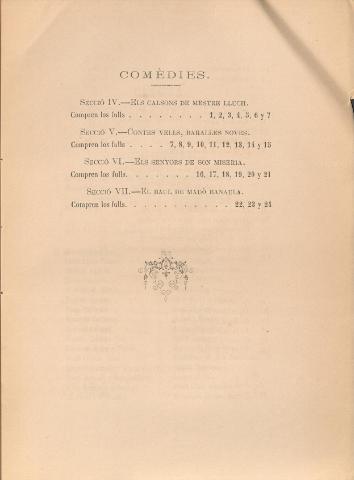 COMÈDIES.
SECCIÓ IV.—ELS CALSONS DE MESTRE LLUCH.
Compren los fulls . . . . . . . . 1, 2, 3, 4, 5, 6 y 7
SECCIÓ V.—CONTES VELLS, BARALLES NOVES.
Compren los fulls . . . . 7, 8, 9, 10, 11, 12, 13, 14 y 15
SECCIÓ VI.—ELS SENYORS DE SON MISERIA.
Compren los fulls. . . . . . . 16, 17, 18, 19, 20 y 21
SECCIÓ VII.—EL BAUL DE MADÒ BANAULA.
Compren los fulls. . . . . . . . . . . 22, 23 y 24